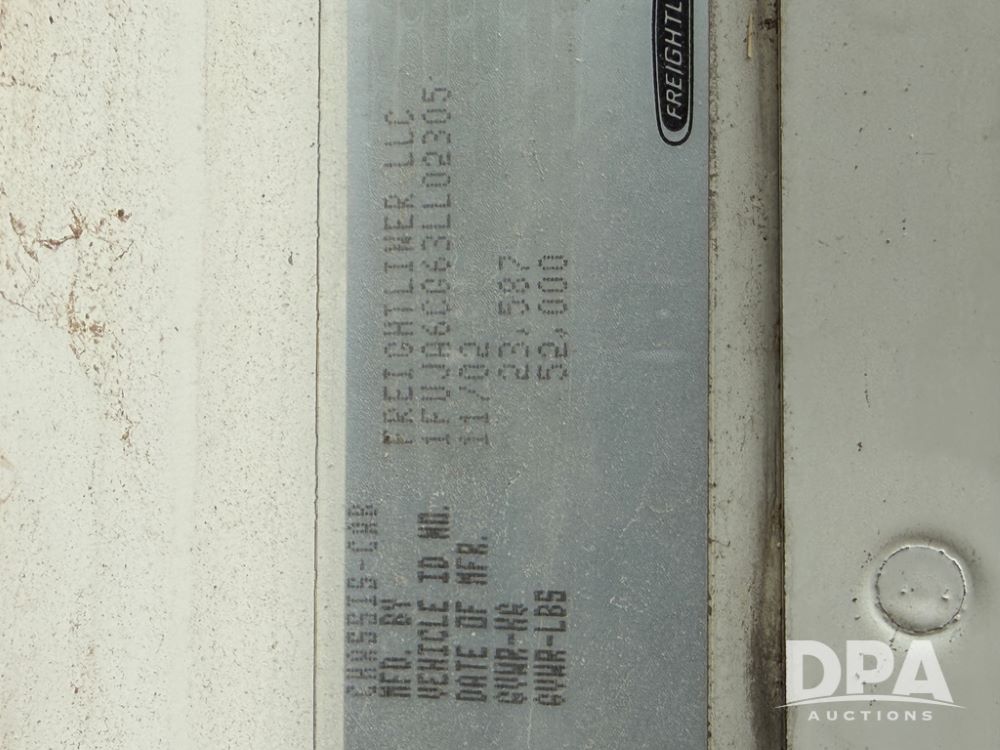 CHASSIS-CAB
MFD. BY FREIGHTLINER LLC
VEHICLE ID NO. 1FUJA6CG63LL02305
DATE OF MFR. 11/02
GVWR-KG 23,587
GVWR-LBS 52,000
FREIGHTL
DPA
AUCTIONS